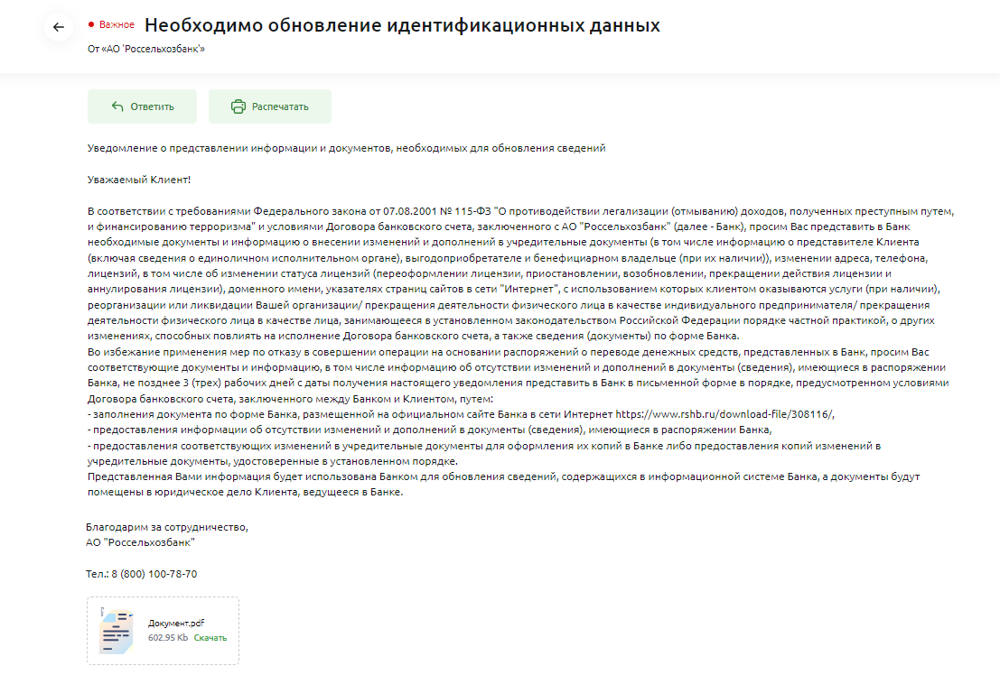 Важное Необходимо обновление идентификационных данных
От «АО 'Россельхозбанк'»
Ответить Распечатать
Уведомление о представлении информации и документов, необходимых для обновления сведений
Уважаемый Клиент!
В соответствии с требованиями Федерального закона от 07.08.2001 № 115-ФЗ "О противодействии легализации (отмыванию) доходов, полученных преступным путем,
и финансированию терроризма" и условиями Договора банковского счета, заключенного с АО "Россельхозбанк" (далее - Банк), просим Вас представить в Банк
необходимые документы и информацию о внесении изменений и дополнений в учредительные документы (в том числе информацию о представителе Клиента
(включая сведения о единоличном исполнительном органе), выгодоприобретателе и бенефициарном владельце (при их наличии)), изменении адреса, телефона,
лицензий, в том числе об изменении статуса лицензий (переоформлении лицензии, приостановлении, возобновлении, прекращении действия лицензии и
аннулирования лицензии), доменного имени, указателях страниц сайтов в сети "Интернет", с использованием которых клиентом оказываются услуги (при наличии),
реорганизации или ликвидации Вашей организации/ прекращения деятельности физического лица в качестве индивидуального предпринимателя/ прекращения
деятельности физического лица в качестве лица, занимающееся в установленном законодательством Российской Федерации порядке частной практикой, о других
изменениях, способных повлиять на исполнение Договора банковского счета, а также сведения (документы) по форме Банка.
Во избежание применения мер по отказу в совершении операции на основании распоряжений о переводе денежных средств, представленных в Банк, просим Вас
соответствующие документы и информацию, в том числе информацию об отсутствии изменений и дополнений в документы (сведения), имеющиеся в распоряжении
Банка, не позднее 3 (трех) рабочих дней с даты получения настоящего уведомления представить в Банк в письменной форме в порядке, предусмотренном условиями
Договора банковского счета, заключенного между Банком и Клиентом, путем:
- заполнения документа по форме Банка, размещенной на официальном сайте Банка в сети Интернет https://www.rshb.ru/download-file/308116/,
- предоставления информации об отсутствии изменений и дополнений в документы (сведения), имеющиеся в распоряжении Банка,
- предоставления соответствующих изменений в учредительные документы для оформления их копий в Банке либо предоставления копий изменений в
учредительные документы, удостоверенные в установленном порядке.
Представленная Вами информация будет использована Банком для обновления сведений, содержащихся в информационной системе Банка, а документы будут
помещены в юридическое дело Клиента, ведущееся в Банке.
Благодарим за сотрудничество,
АО "Россельхозбанк"
Тел.: 8 (800) 100-78-70
Документ.pdf
602.95 Kb Скачать